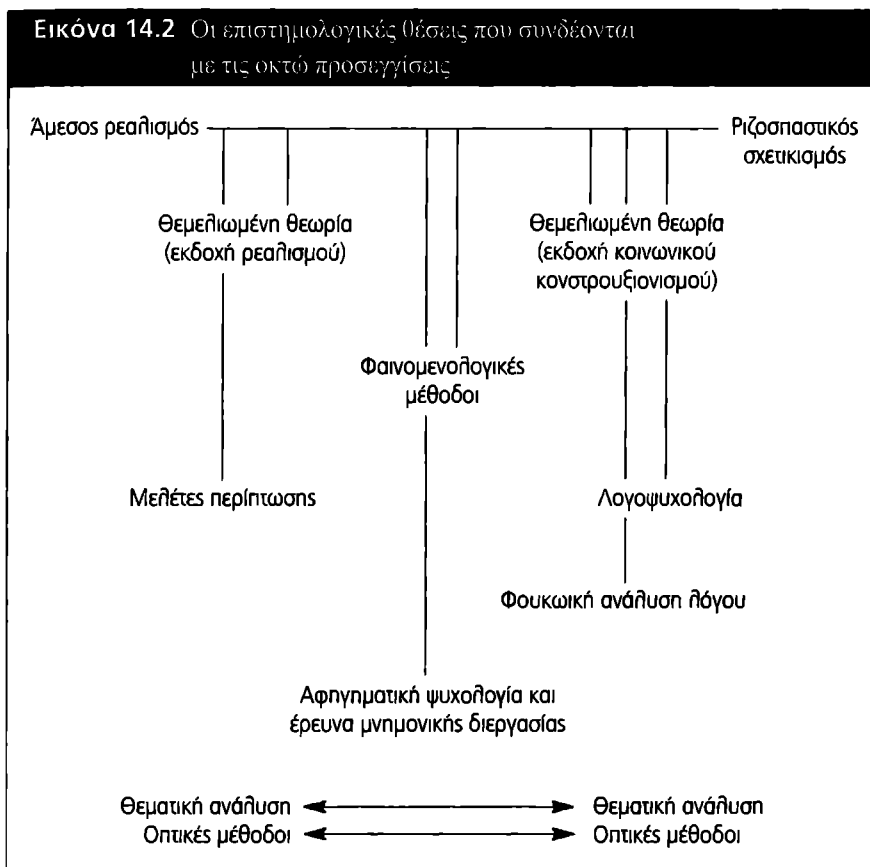 Εικόνα 14.2 Οι επιστημολογικές θέσεις που συνδέονται
με τις οκτώ προσεγγίσεις
Άμεσος ρεαλισμός
Ριζοσπαστικός
σχετικισμός
Θεμελιωμένη θεωρία
(εκδοχή ρεαλισμού)
Θεμελιωμένη θεωρία
(εκδοχή κοινωνικού
κονστρουξιονισμού)
Φαινομενολογικές
μέθοδοι
Μελέτες περίπτωσης
Λογοψυχολογία
Φουκωική ανάλυση λόγου
Αφηγηματική ψυχολογία και
έρευνα μνημονικής διεργασίας
Θεματική ανάλυση
Θεματική ανάλυση
Οπτικές μέθοδοι
Οπτικές μέθοδοι